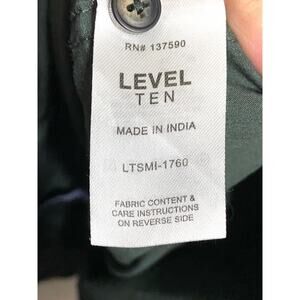 RN# 137590
LEVEL
TEN
MADE IN INDIA
LTSMI-1760
FABRIC CONTENT &
CARE INSTRUCTIONS
ON REVERSE SIDE